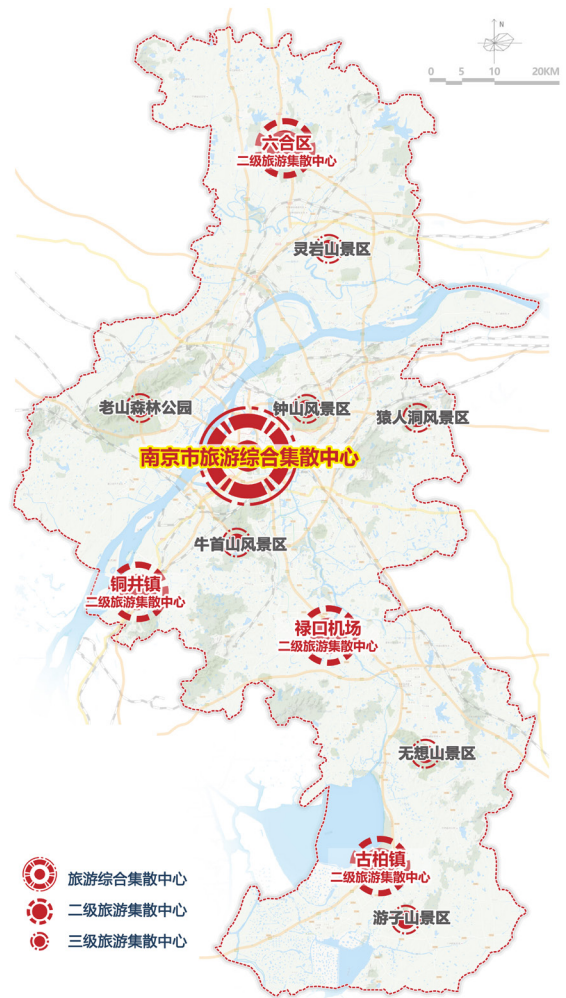 N
0 5 10 20KM
六合区
二级旅游集散中心
灵岩山景区
老山森林公园
钟山风景区
猿人洞风景区
南京市旅游综合集散中心
牛首山风景区
铜井镇
二级旅游集散中心
禄口机场
二级旅游集散中心
无想山景区
古柏镇
二级旅游集散中心
游子山景区
旅游综合集散中心
二级旅游集散中心
三级旅游集散中心